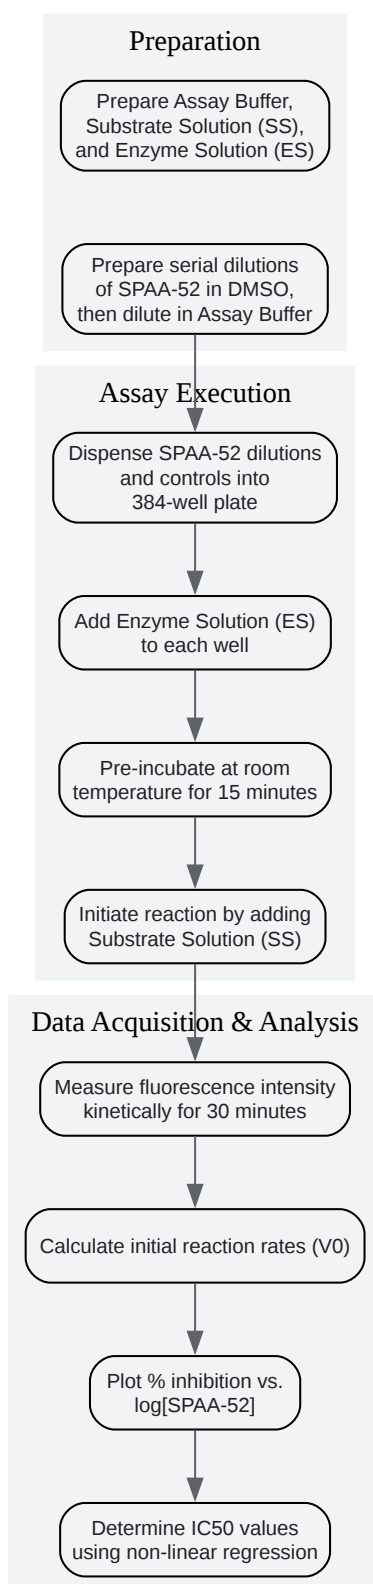 Preparation
Prepare Assay Buffer,
Substrate Solution (SS),
and Enzyme Solution (ES)
Prepare serial dilutions
of SPAA-52 in DMSO,
then dilute in Assay Buffer
Assay Execution
Dispense SPAA-52 dilutions
and controls into
384-well plate
Add Enzyme Solution (ES)
to each well
Pre-incubate at room
temperature for 15 minutes
Initiate reaction by adding
Substrate Solution (SS)
Data Acquisition & Analysis
Measure fluorescence intensity
kinetically for 30 minutes
Calculate initial reaction rates (V0)
Plot % inhibition vs.
log[SPAA-52]
Determine IC50 values
using non-linear regression